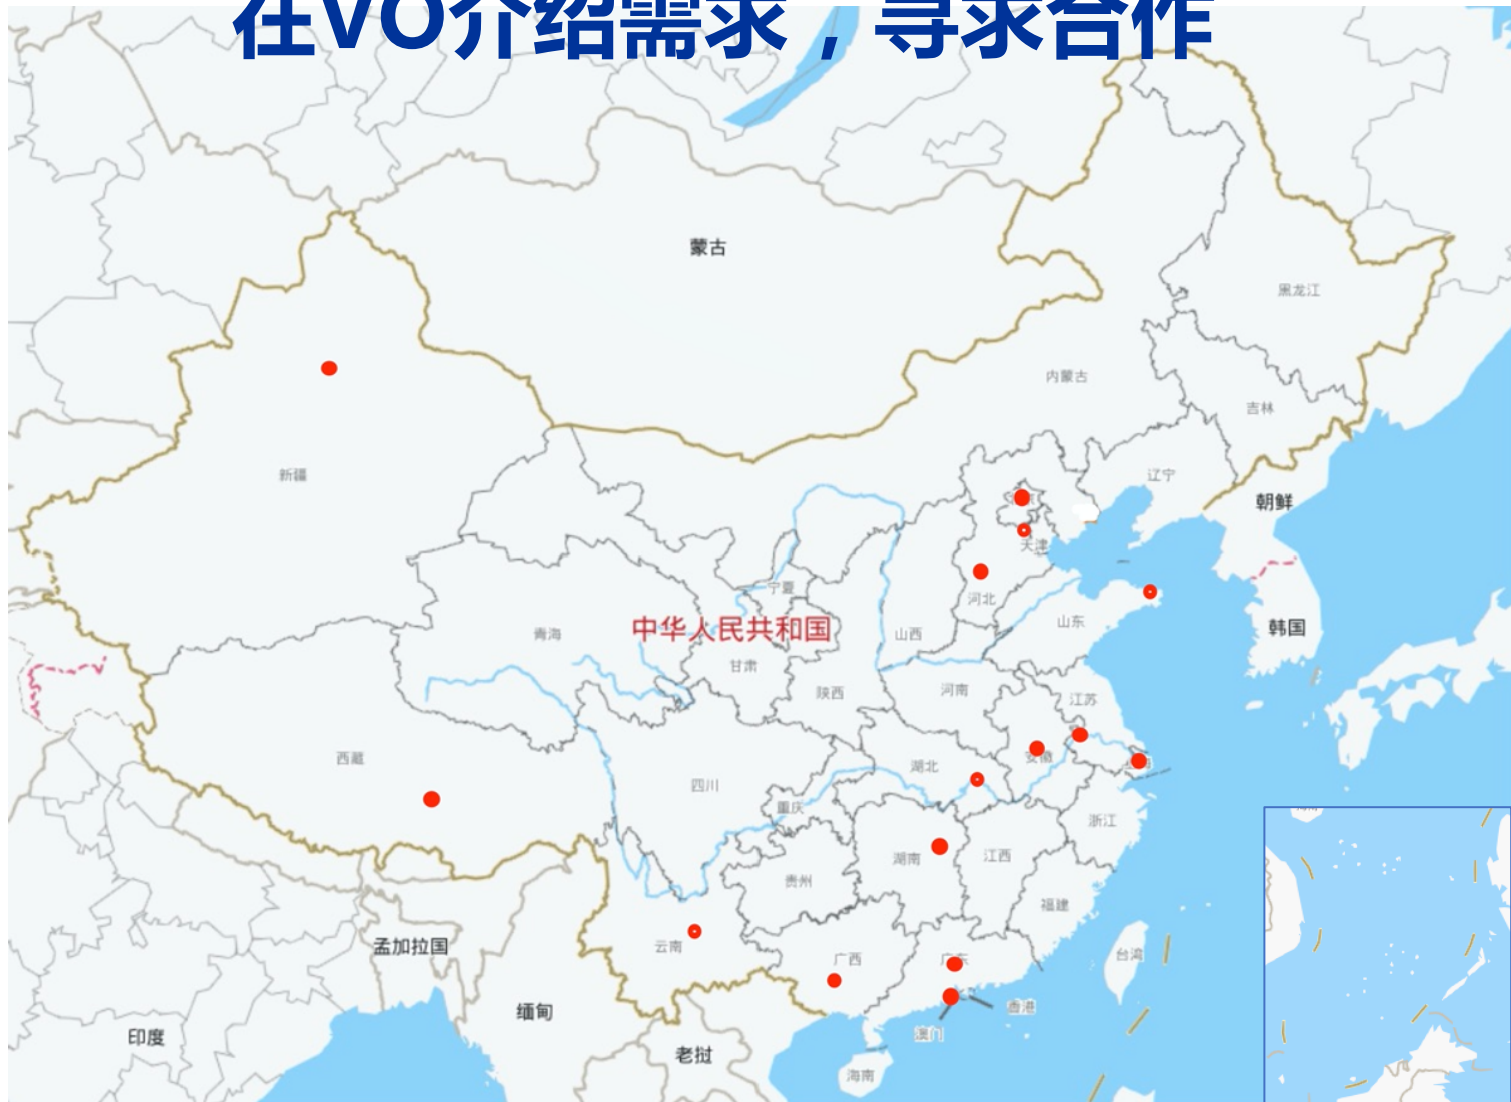 在VO介绍需求，寻求合作
蒙古
黑龙江
内蒙古
吉林
新疆
辽宁
朝鲜
天津
宁夏
河北
山东
青海
中华人民共和国
山西
韩国
甘肃
陕西
河南
江苏
西藏
安徽
湖北
四川
重庆
浙江
湖南
江西
贵州
福建
孟加拉国
云南
广西
广东
台湾
缅甸
香港
印度
澳门
老挝
海南